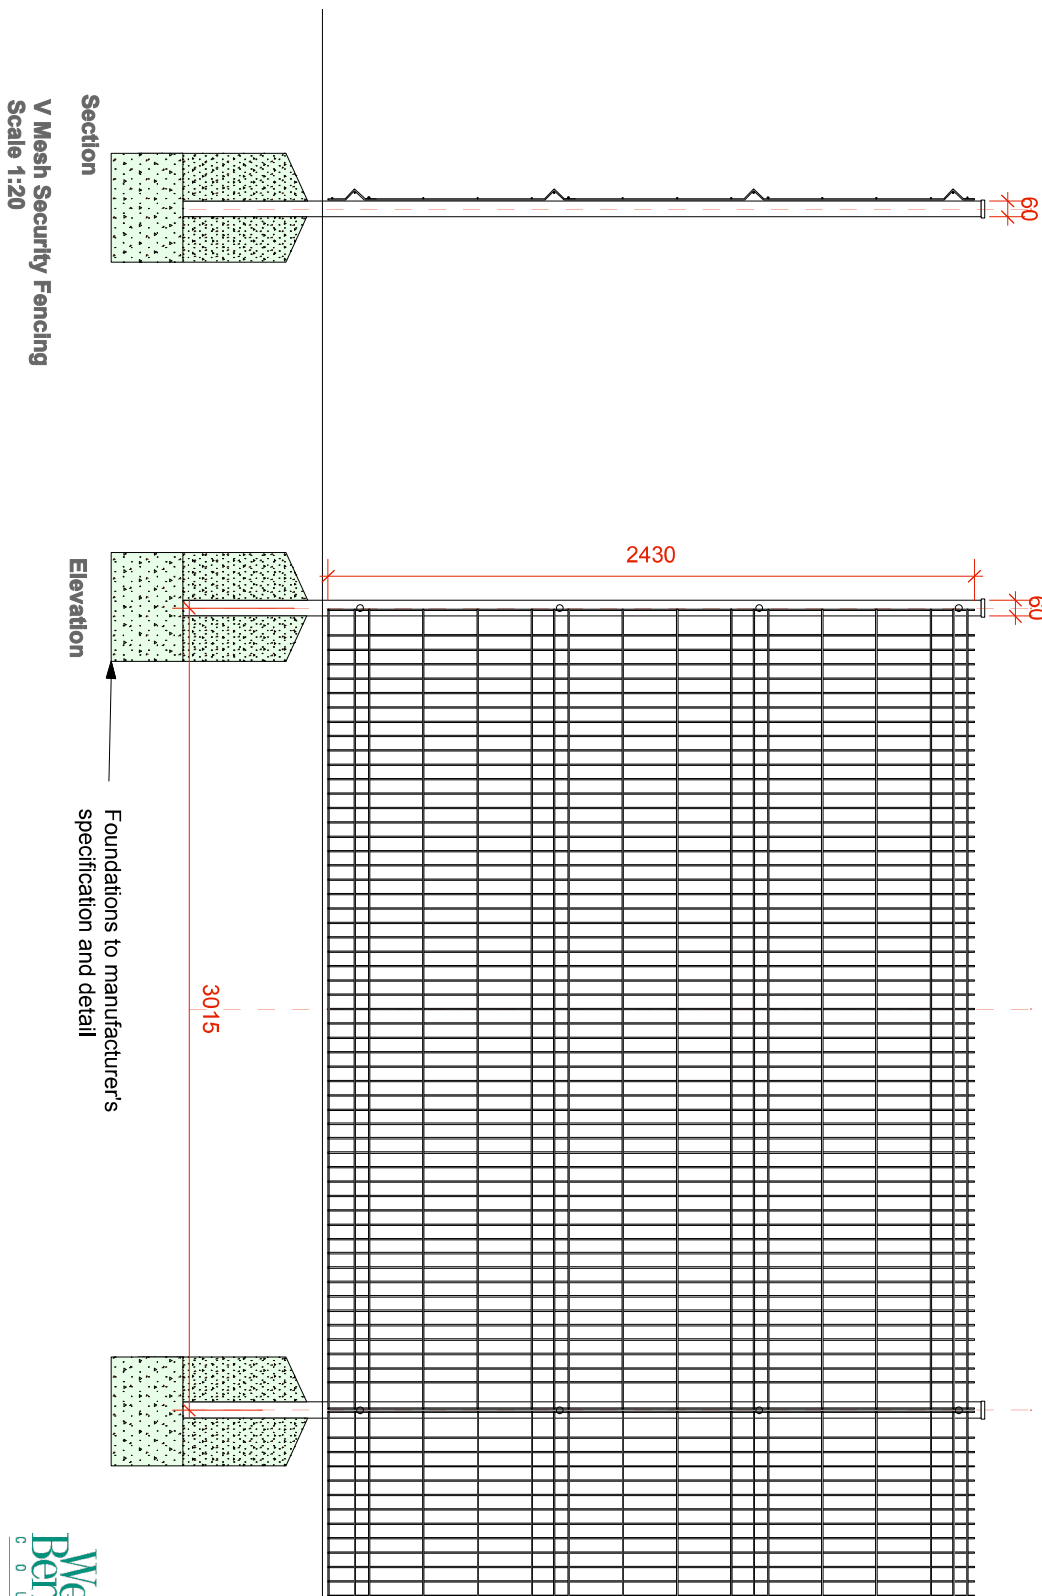 60
60
2430
3015
Foundations to manufacturer's
specification and detail
Section
Elevation
V Mesh Security Fencing
Scale 1:20